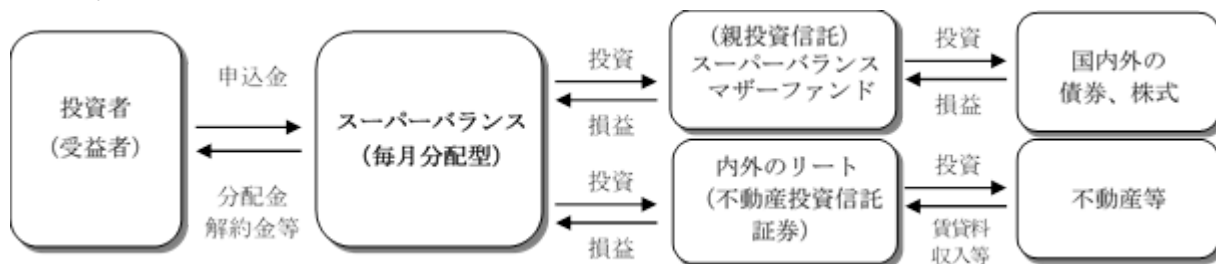 投資者
(受益者)
申込金
分配金
解約金等
スーパーバランス
(毎月分配型)
投資
損益
投資
損益
(親投資信託)
スーパーバランス
マザーファンド
内外のリート
(不動産投資信託
証券)
投資
損益
投資
賃貸料
収入等
国内外の
債券、株式
不動産等